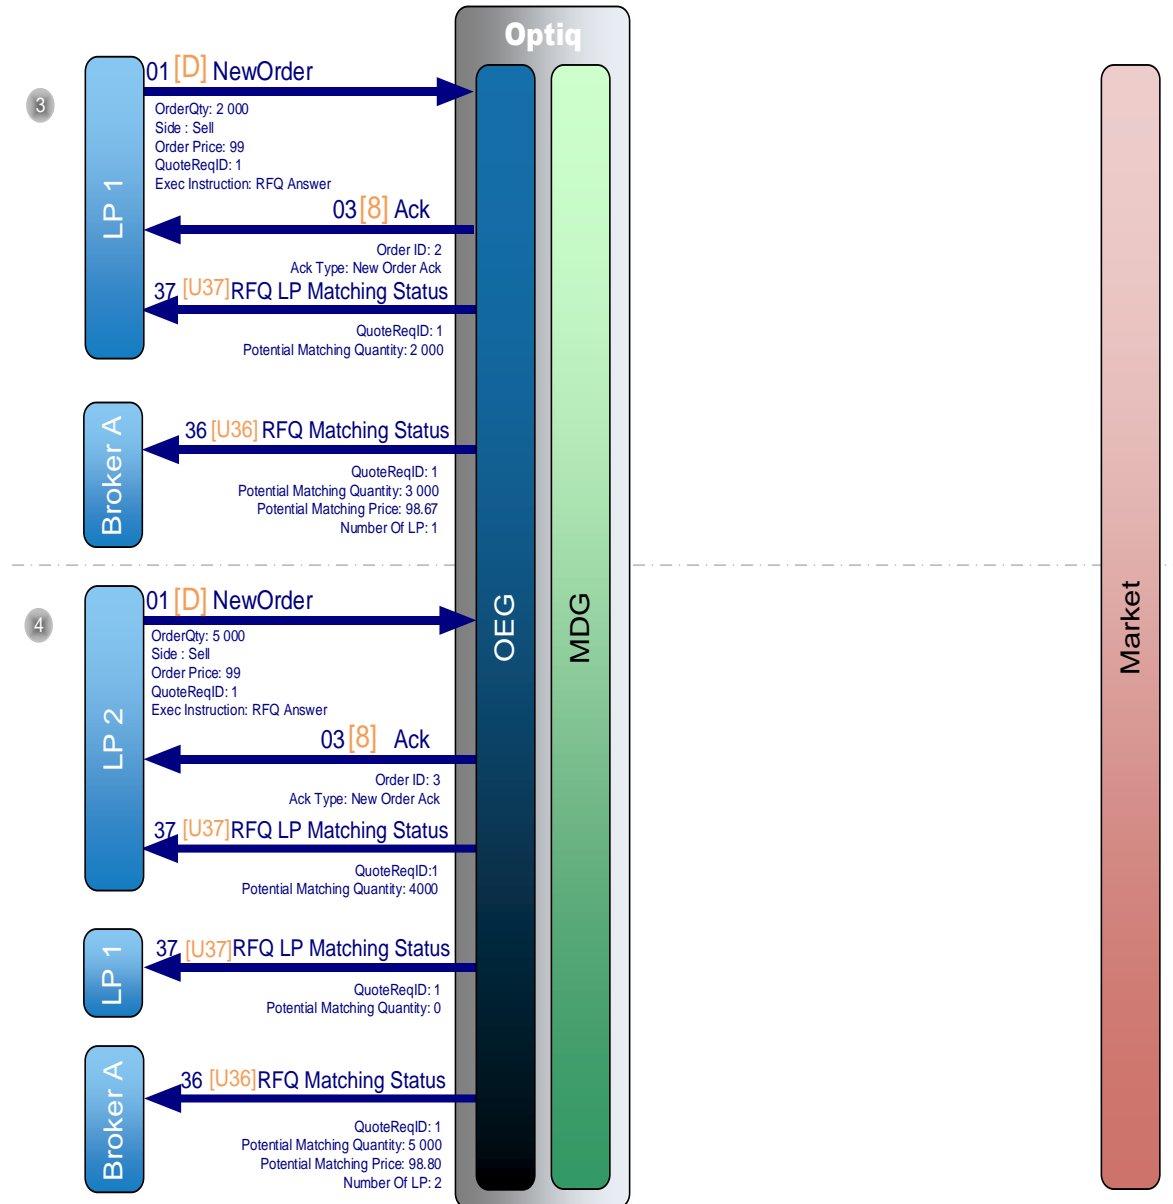 Optiq
3
LP 1
01 [D] NewOrder
OrderQty: 2 000
Side : Sell
Order Price: 99
QuoteReqID: 1
Exec Instruction: RFQ Answer
03 [8] Ack
Order ID: 2
Ack Type: New Order Ack
37 [U37] RFQ LP Matching Status
QuoteReqID: 1
Potential Matching Quantity: 2 000
Broker A
36 [U36] RFQ Matching Status
QuoteReqID: 1
Potential Matching Quantity: 3 000
Potential Matching Price: 98.67
Number Of LP: 1
OEG
MDG
Market
4
LP 2
01 [D] NewOrder
OrderQty: 5 000
Side : Sell
Order Price: 99
QuoteReqID: 1
Exec Instruction: RFQ Answer
03 [8] Ack
Order ID: 3
Ack Type: New Order Ack
37 [U37] RFQ LP Matching Status
QuoteReqID:1
Potential Matching Quantity: 4000
LP 1
37 [U37] RFQ LP Matching Status
QuoteReqID: 1
Potential Matching Quantity: 0
Broker A
36 [U36] RFQ Matching Status
QuoteReqID: 1
Potential Matching Quantity: 5 000
Potential Matching Price: 98.80
Number Of LP: 2